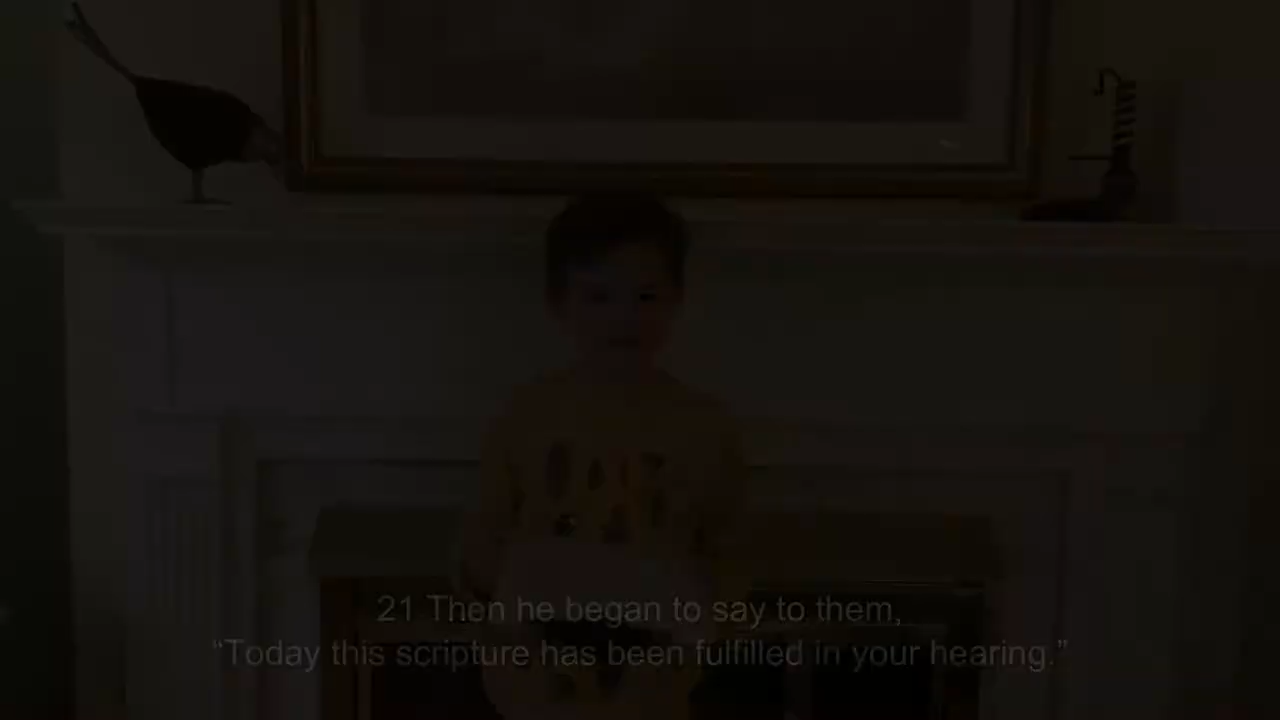 21 Then he began to say to them,
“Today this scripture has been fulfilled in your hearing.”